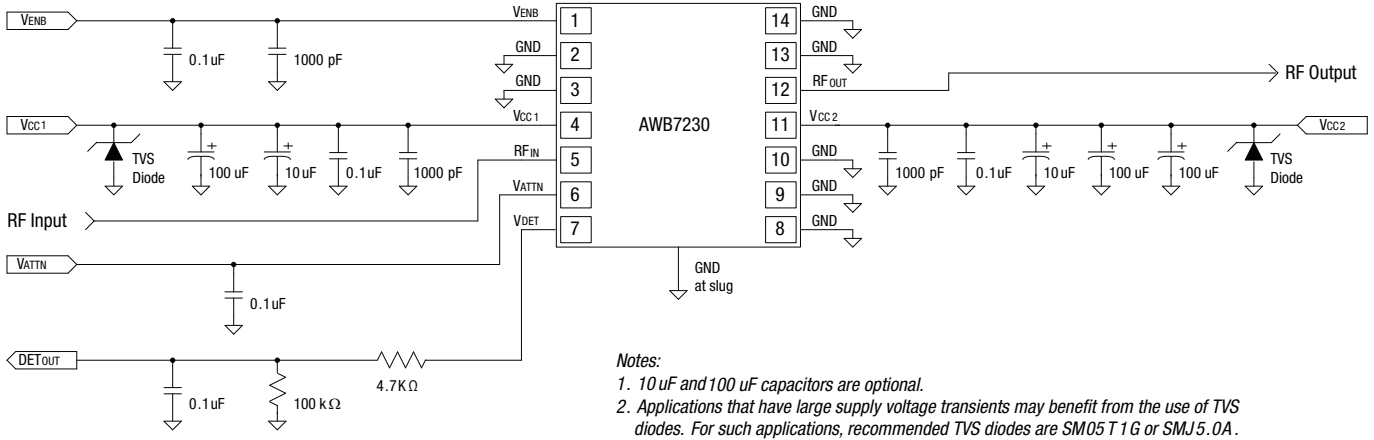 VENB
VENB
1
14
GND
0.1uF
1000 pF
GND
2
13
GND
GND
3
12
RFOUT
RF Output
VCC1
VCC1
4
AWB7230
11
VCC2
VCC2
TVS
Diode
+
100 uF
+
10 uF
0.1uF
1000 pF
RFIN
5
10
GND
1000 pF
0.1uF
+
10 uF
+
100 uF
+
100 uF
TVS
Diode
VATTN
6
9
GND
RF Input
VDET
7
8
GND
VATTN
GND
at slug
0.1uF
DETOUT
4.7KΩ
0.1uF
100 kΩ
Notes:
1. 10 uF and 100 uF capacitors are optional.
2. Applications that have large supply voltage transients may benefit from the use of TVS
diodes. For such applications, recommended TVS diodes are SM05T1G or SMJ5.0A.